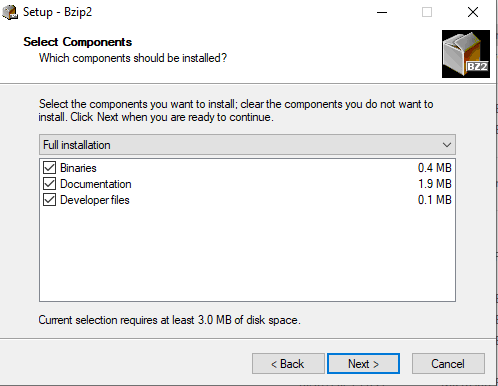 Setup - Bzip2
Select Components
Which components should be installed?
BZ2
Select the components you want to install; clear the components you do not want to
install. Click Next when you are ready to continue.
Full installation
Binaries 0.4 MB
Documentation 1.9 MB
Developer files 0.1 MB
Current selection requires at least 3.0 MB of disk space.
< Back Next > Cancel